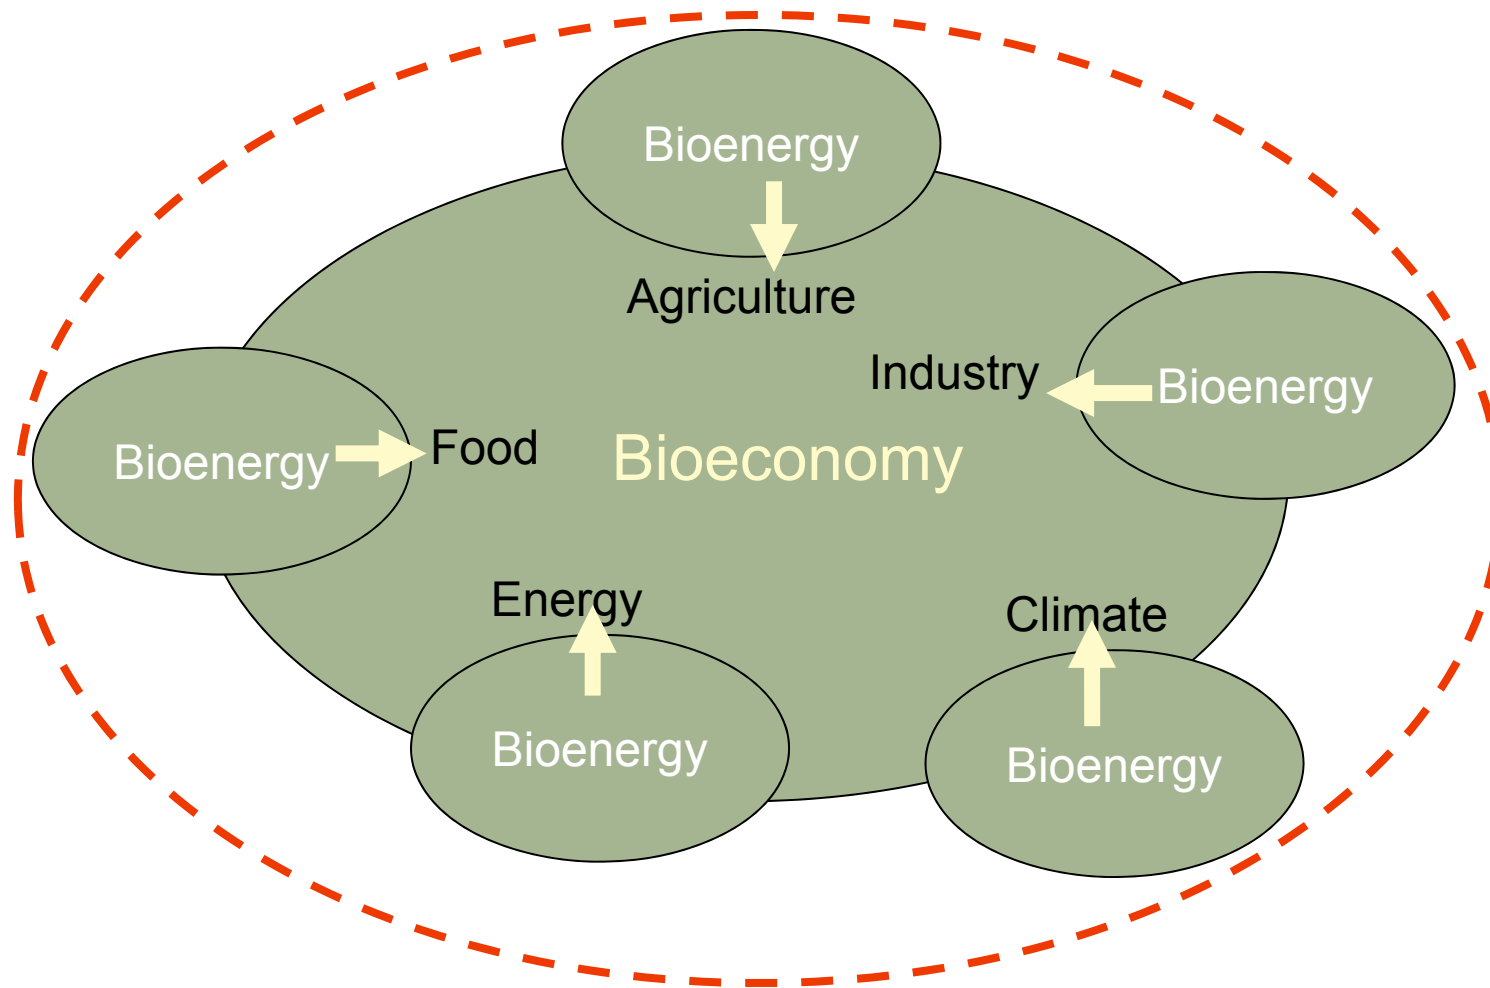 Bioenergy
Agriculture
Industry
Bioenergy
Bioenergy
Food
Bioeconomy
Energy
Climate
Bioenergy
Bioenergy